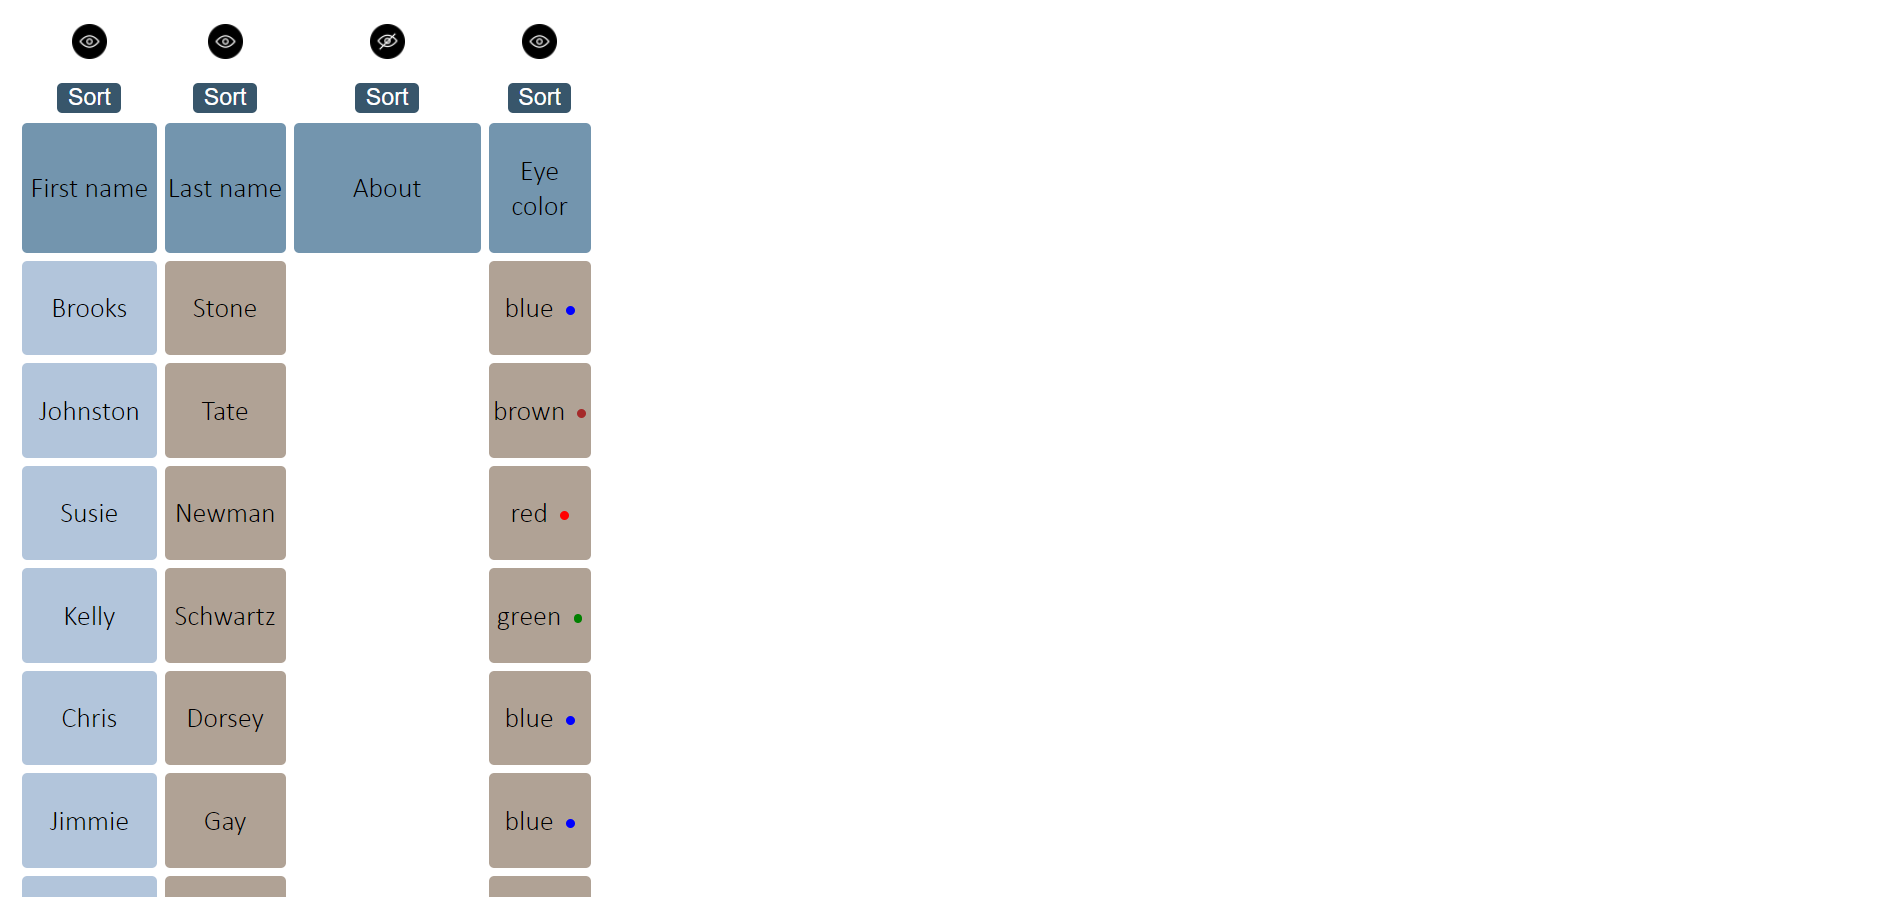 Sort Sort Sort Sort
First name Last name About Eye color
Brooks Stone blue
Johnston Tate brown
Susie Newman red
Kelly Schwartz green
Chris Dorsey blue
Jimmie Gay blue